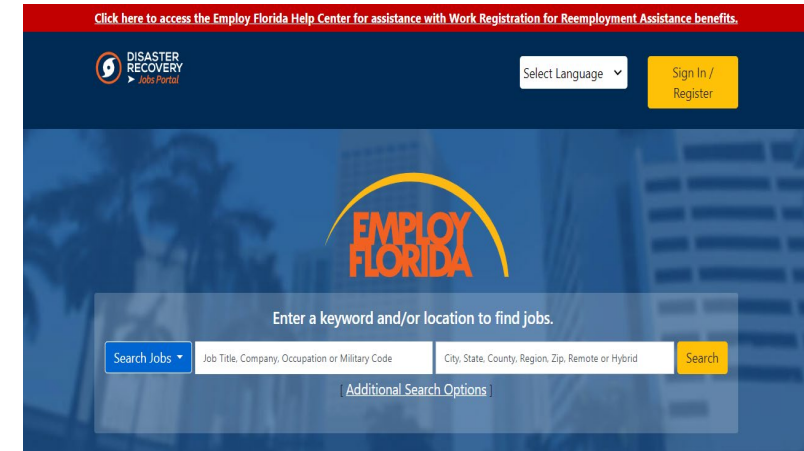 Click here to access the Employ Florida Help Center for assistance with Work Registration for Reemployment Assistance benefits.
DISASTER
RECOVERY
Jobs Portal
Select Language
Sign In /
Register
EMPLOY
FLORIDA
Enter a keyword and/or location to find jobs.
Search Jobs
Job Title, Company, Occupation or Military Code
City, State, County, Region, Zip, Remote or Hybrid
Search
[ Additional Search Options ]